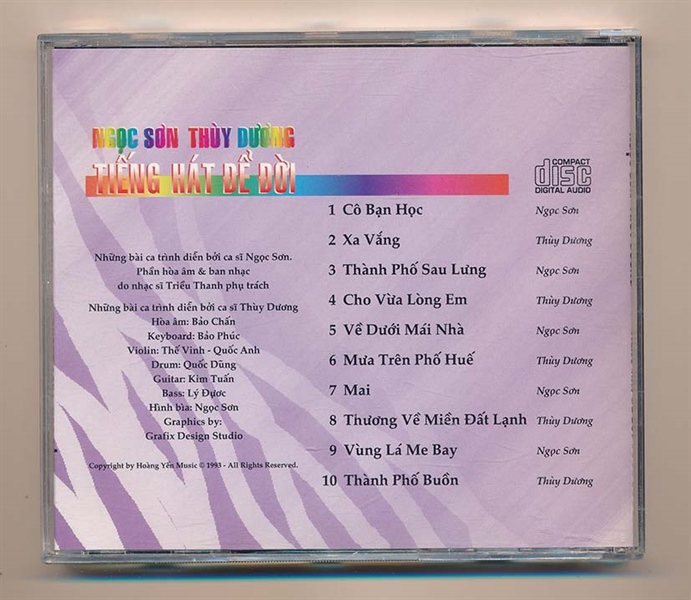 NGỌC SƠN THÙY DƯƠNG
TIẾNG HÁT ĐỂ ĐỜI
COMPACT
disc
DIGITAL AUDIO
1 Cô Bạn Học Ngọc Sơn
2 Xa Vắng Thùy Dương
3 Thành Phố Sau Lưng Ngọc Sơn
4 Cho Vừa Lòng Em Thùy Dương
5 Về Dưới Mái Nhà Ngọc Sơn
6 Mưa Trên Phố Huế Thùy Dương
7 Mai Ngọc Sơn
8 Thương Về Miền Đất Lạnh Thùy Dương
9 Vùng Lá Me Bay Ngọc Sơn
10 Thành Phố Buồn Thùy Dương
Những bài ca trình diễn bởi ca sĩ Ngọc Sơn.
Phần hòa âm & ban nhạc
do nhạc sĩ Triều Thanh phụ trách
Những bài ca trình diễn bởi ca sĩ Thùy Dương
Hòa âm: Bảo Chấn
Keyboard: Bảo Phúc
Violin: Thế Vinh - Quốc Anh
Drum: Quốc Dũng
Guitar: Kim Tuấn
Bass: Lý Được
Hình bìa: Ngọc Sơn
Graphics by:
Grafix Design Studio
Copyright by Hoàng Yến Music © 1993 - All Rights Reserved.